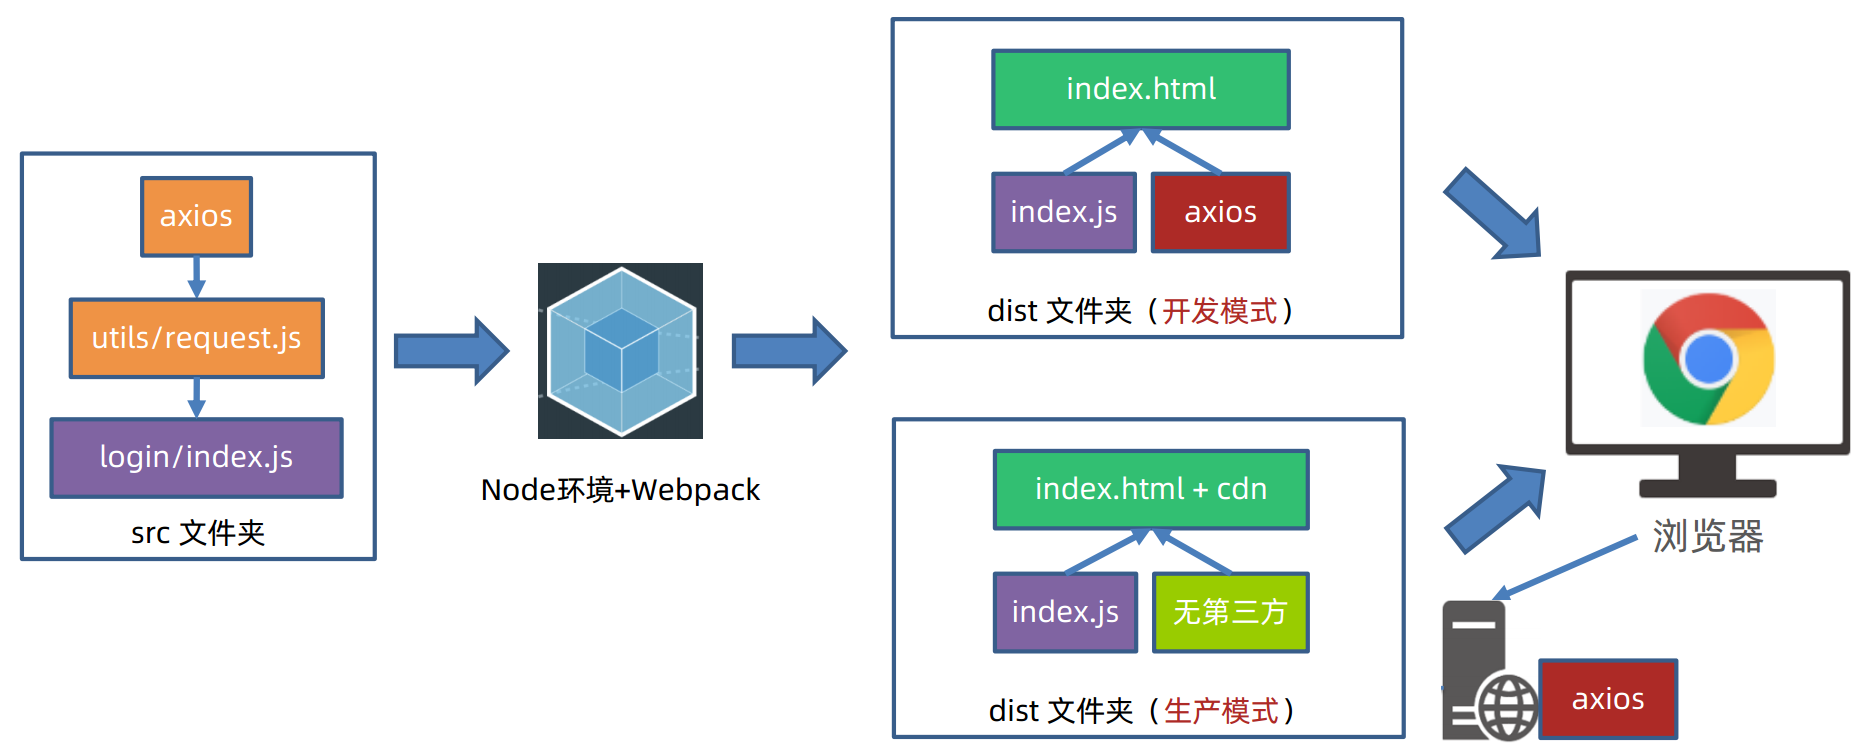 axios
utils/request.js
login/index.js
src 文件夹
Node环境+Webpack
index.html
index.js
axios
dist 文件夹（开发模式）
index.html + cdn
index.js
无第三方
dist 文件夹（生产模式）
浏览器
axios